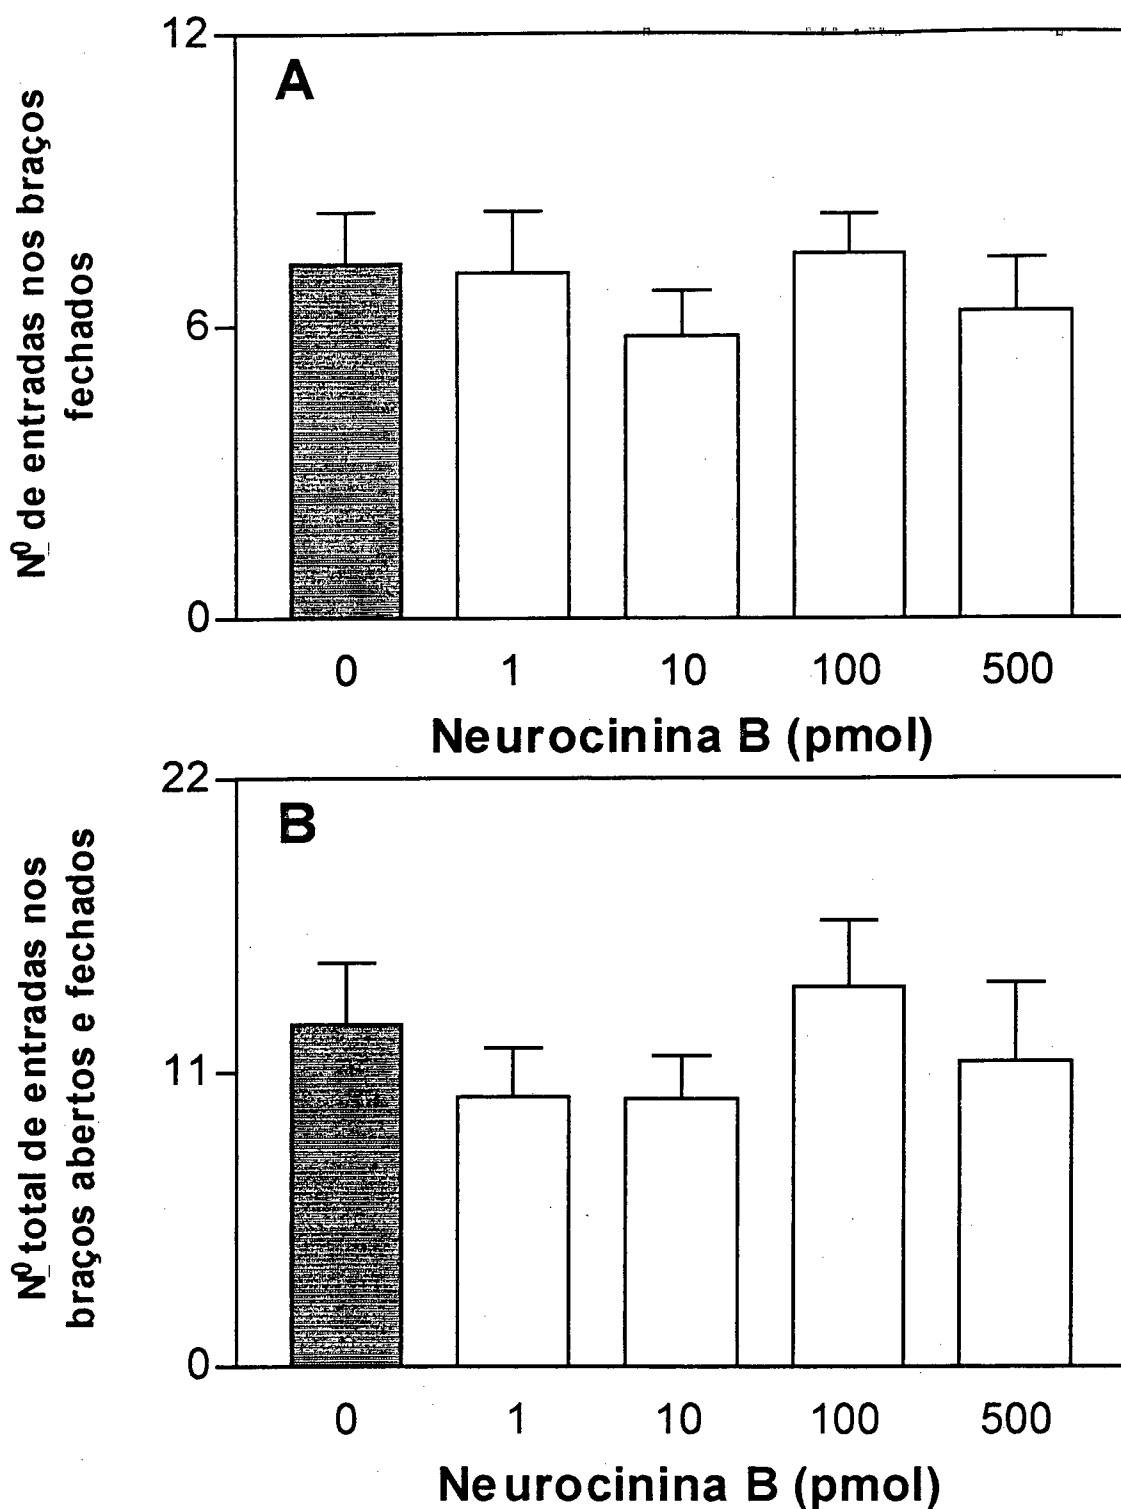 12
A
Nº de entradas nos braços
fechados
6
0
0 1 10 100 500
Neurocinina B (pmol)
22
B
Nº total de entradas nos
braços abertos e fechados
11
0
0 1 10 100 500
Neurocinina B (pmol)